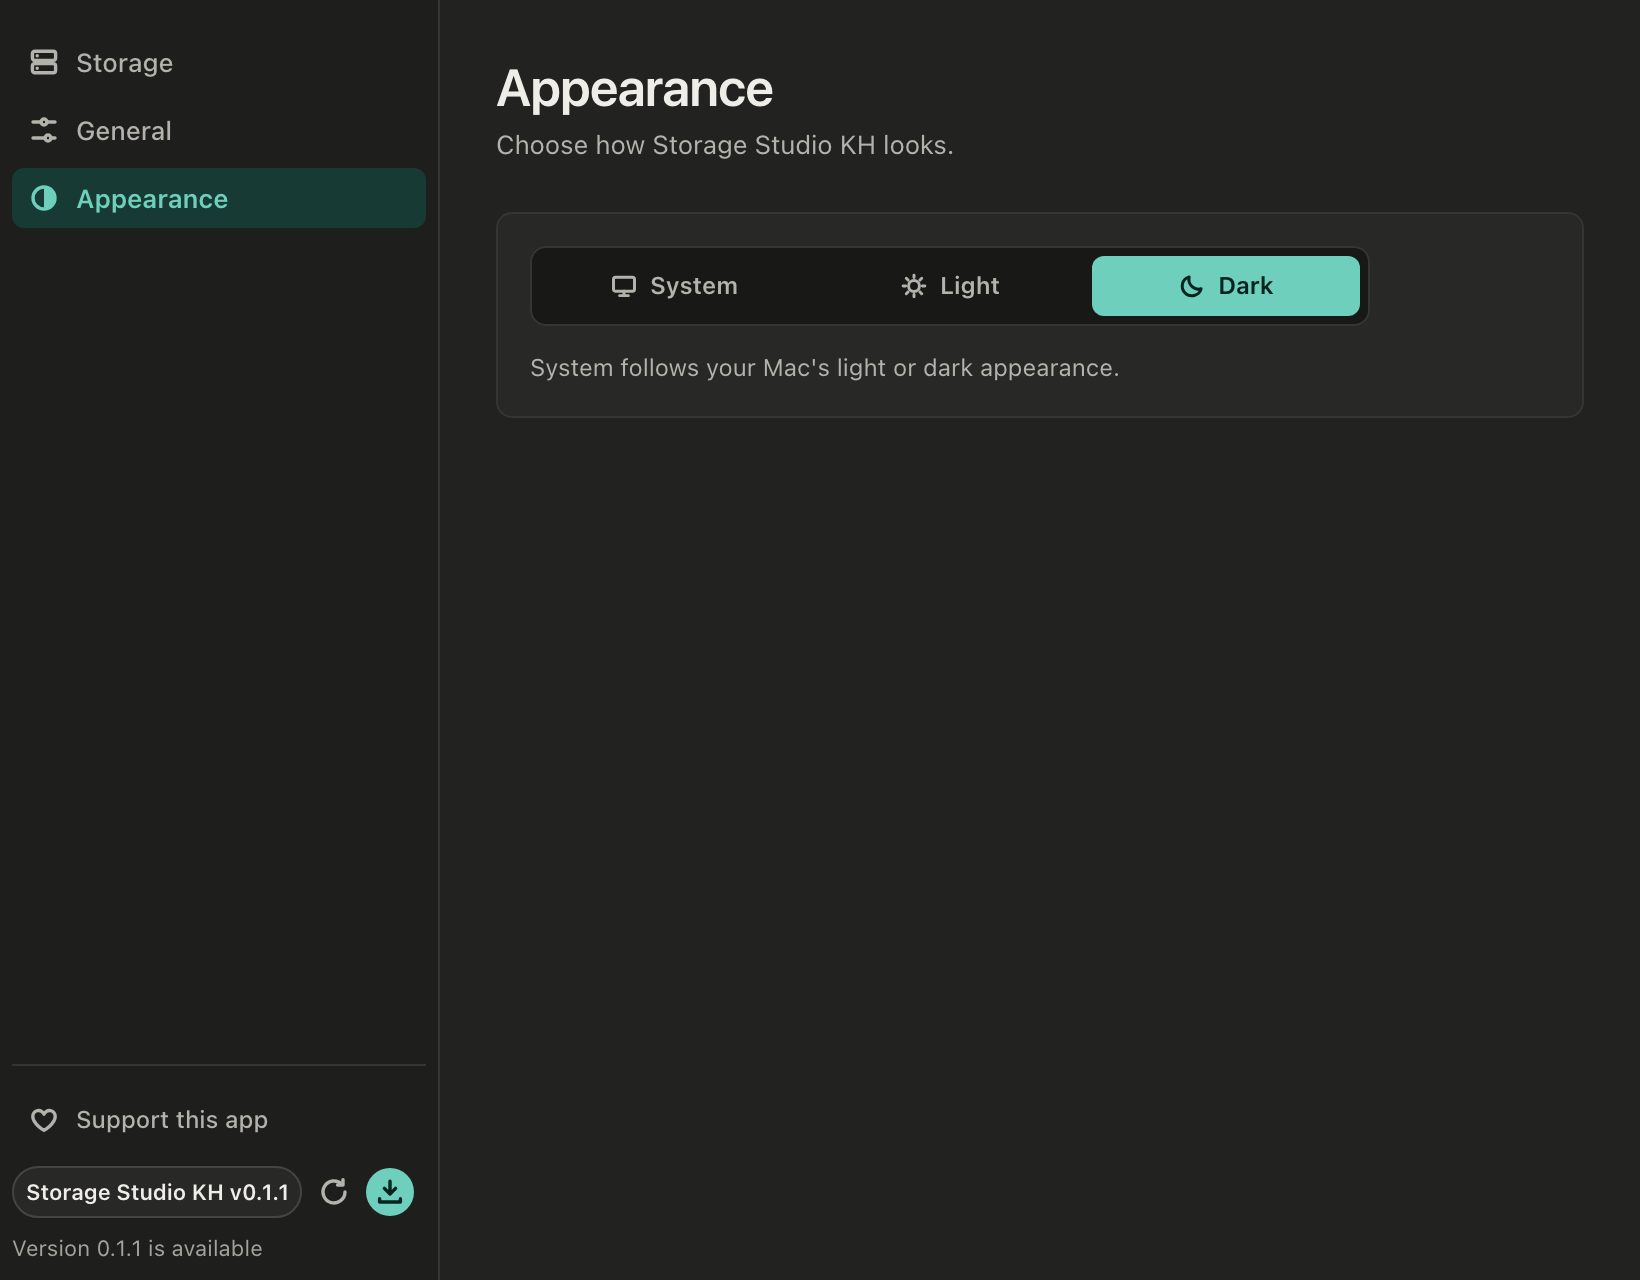 Storage
General
Appearance
Appearance
Choose how Storage Studio KH looks.
System
Light
Dark
System follows your Mac's light or dark appearance.
Support this app
Storage Studio KH v0.1.1
Version 0.1.1 is available